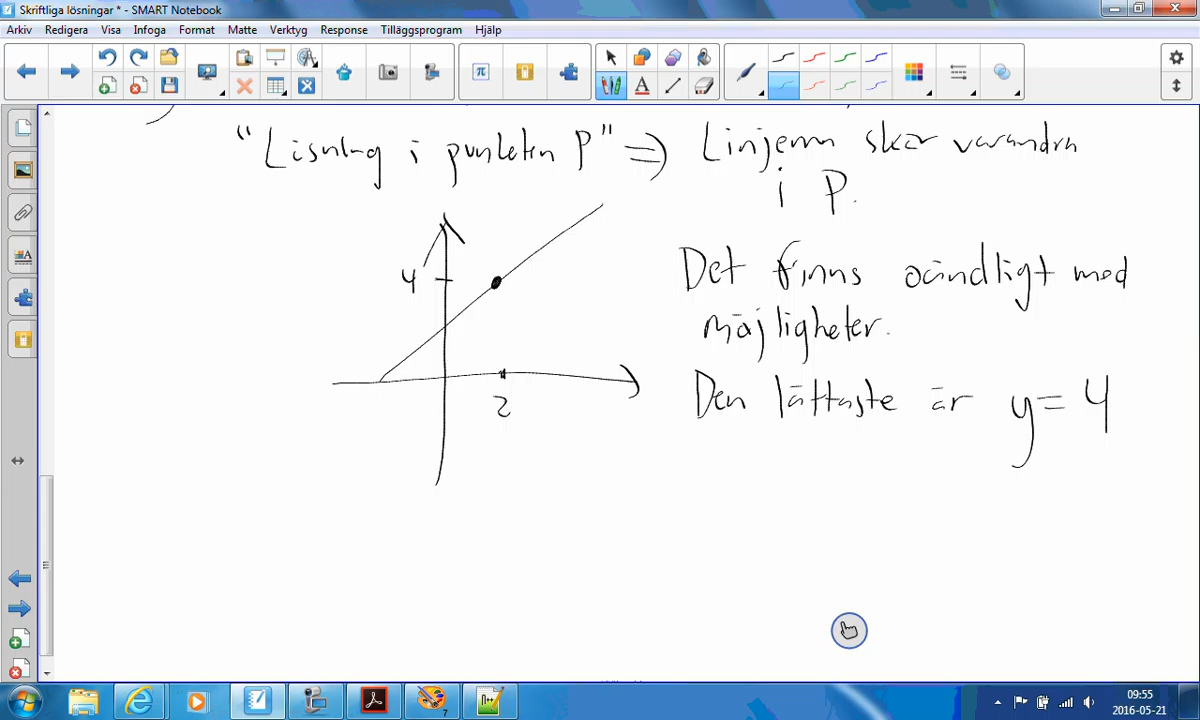 Skriftliga lösningar * - SMART Notebook
Arkiv Redigera Visa Infoga Format Matte Verktyg Response Tilläggsprogram Hjälp
"Lösning i punkten P" => Linjerna skär varandra
i P.
4
2
Det finns oändligt med
möjligheter.
Den lättaste är y = 4
09:55
2016-05-21